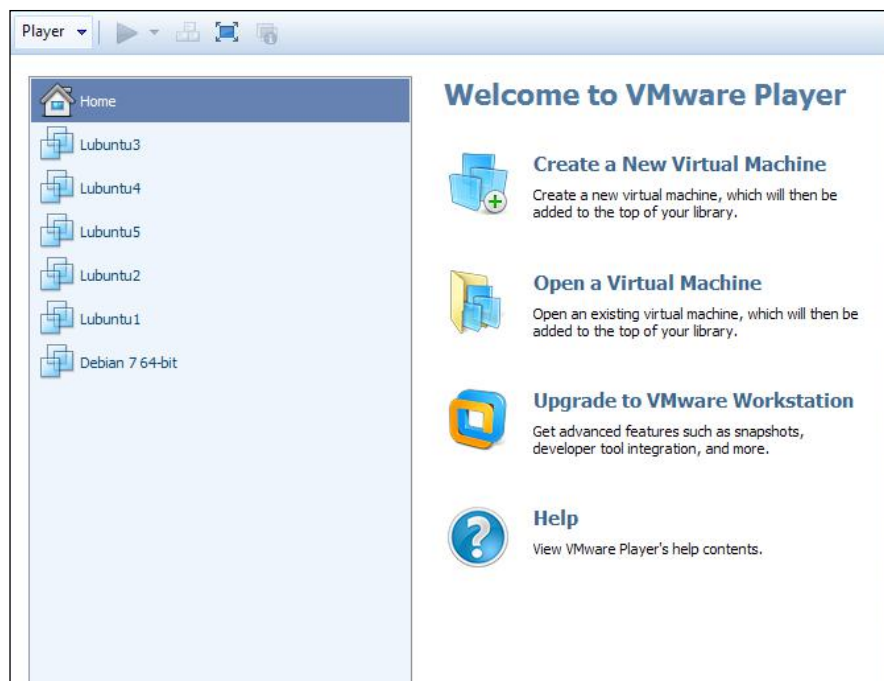 Player
Home
Lubuntu3
Lubuntu4
Lubuntu5
Lubuntu2
Lubuntu1
Debian 7 64-bit
Welcome to VMware Player
Create a New Virtual Machine
Create a new virtual machine, which will then be
added to the top of your library.
Open a Virtual Machine
Open an existing virtual machine, which will then be
added to the top of your library.
Upgrade to VMware Workstation
Get advanced features such as snapshots,
developer tool integration, and more.
Help
View VMware Player's help contents.